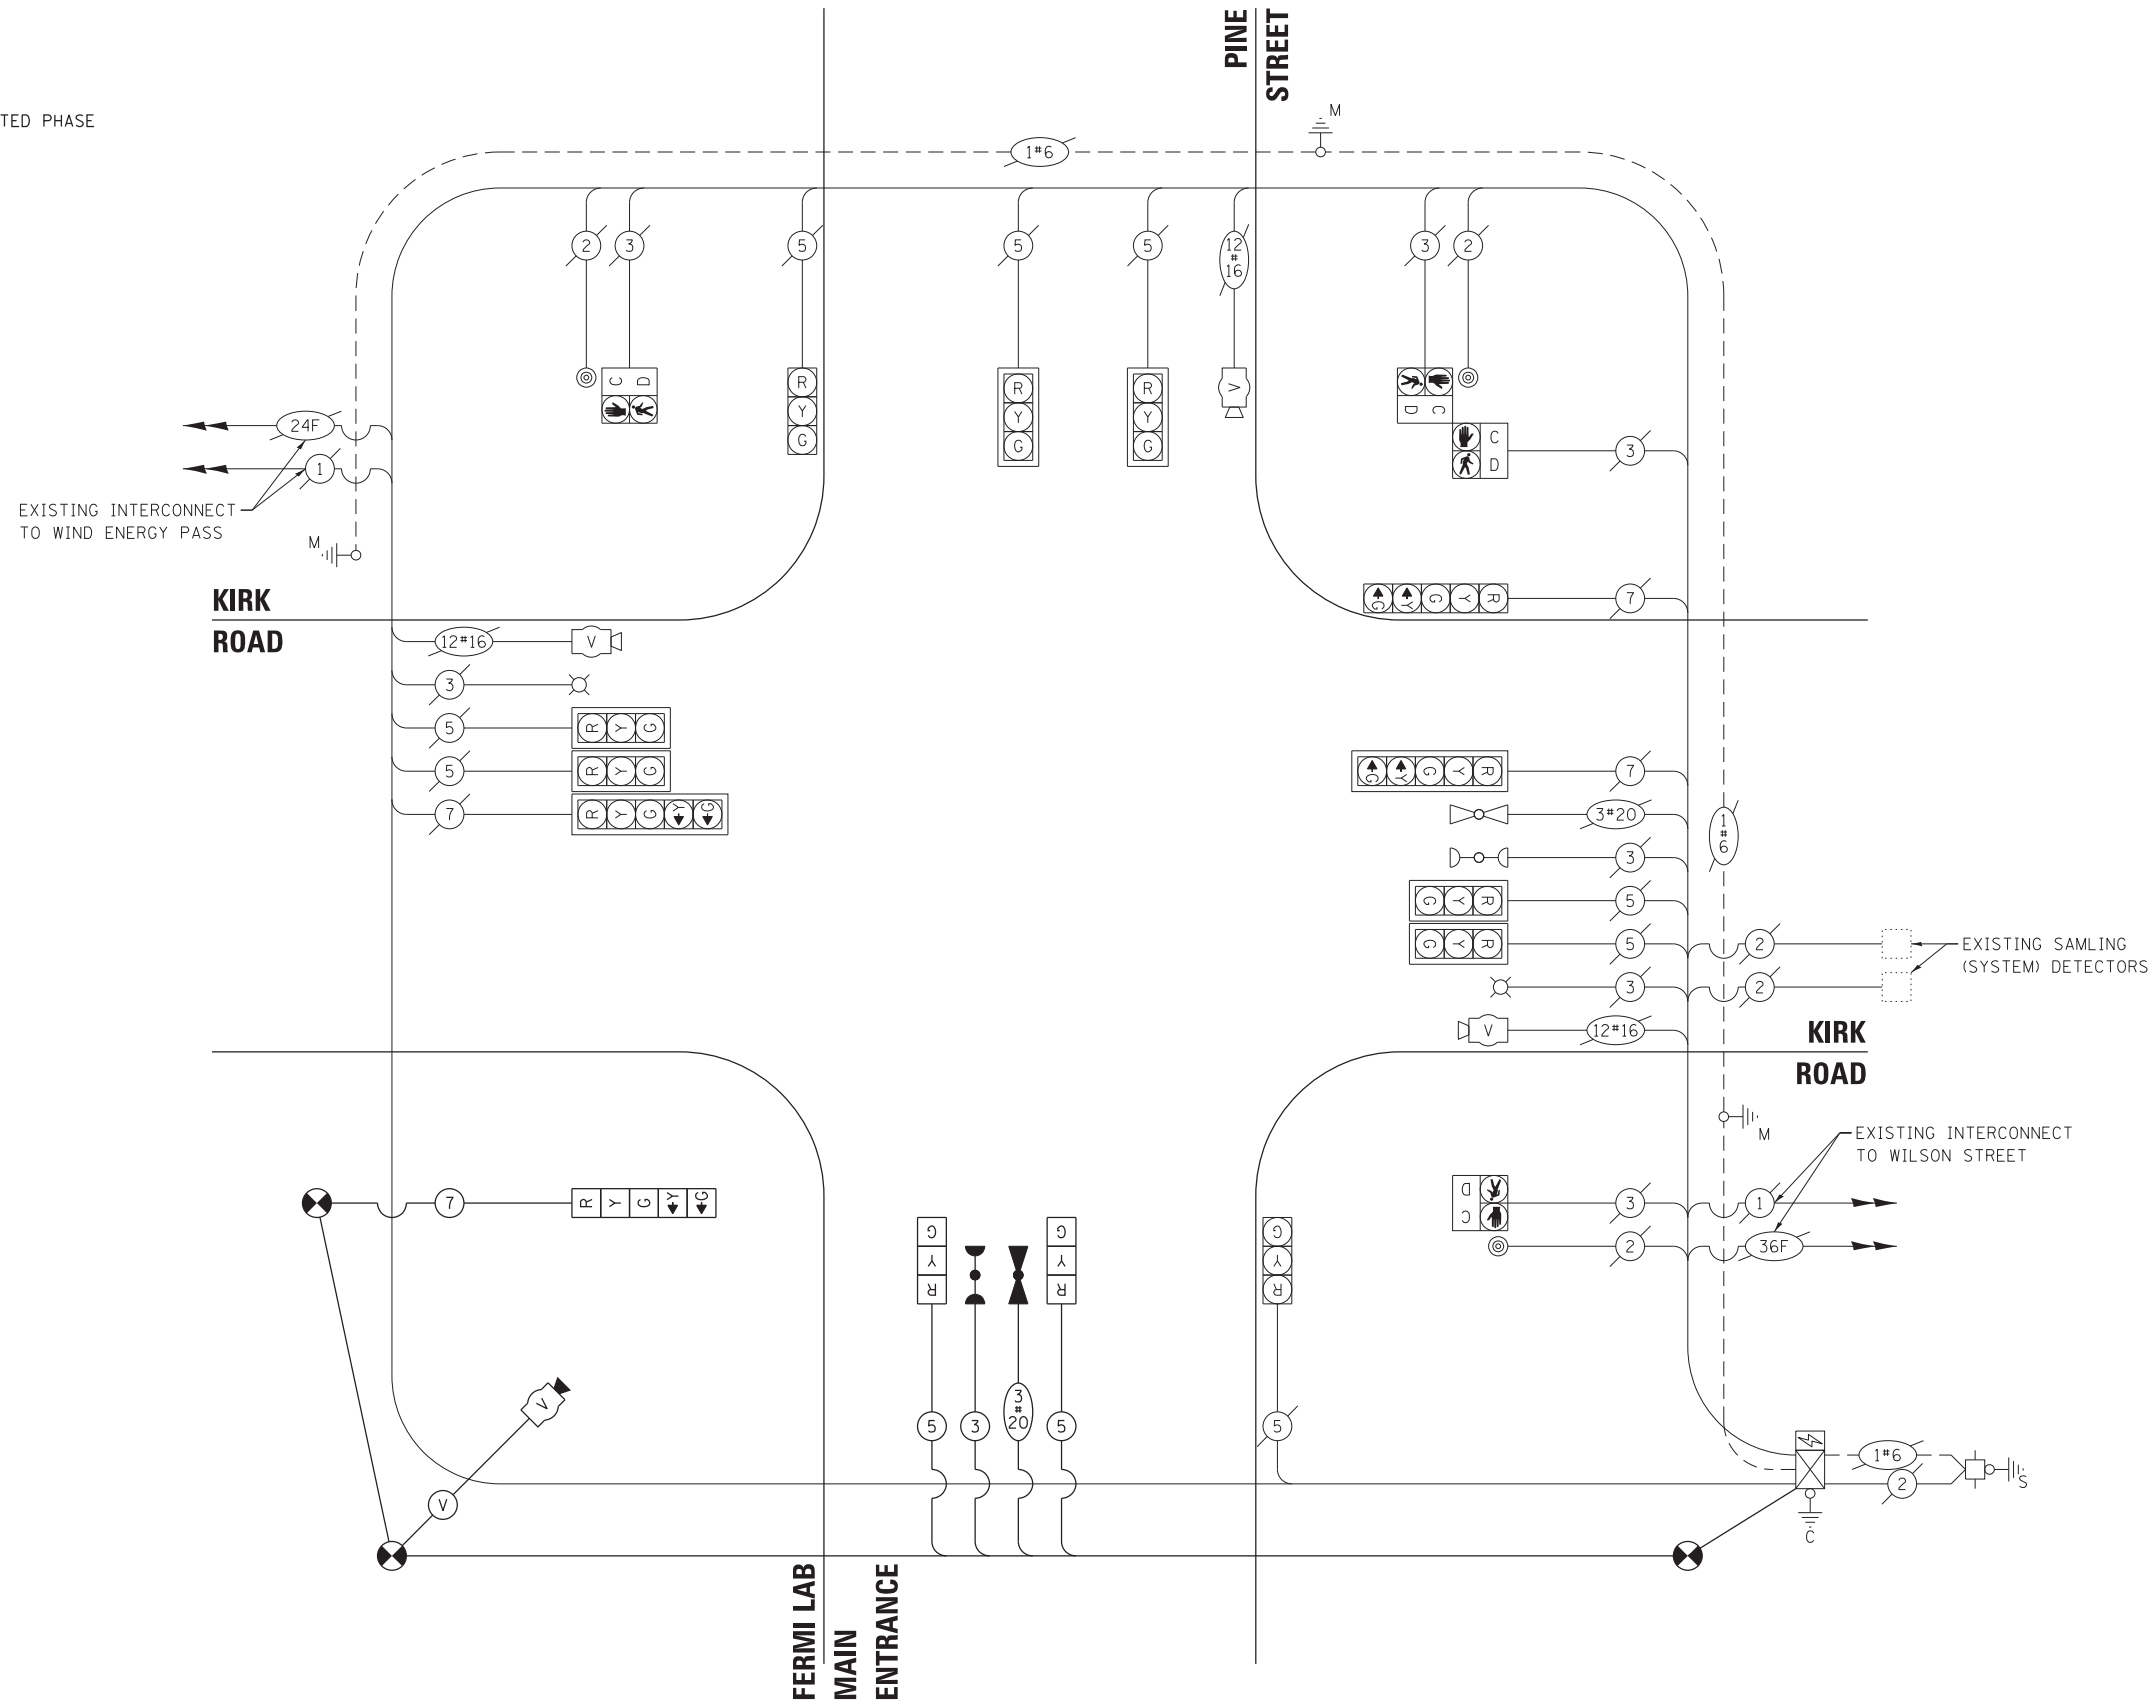 PINE
STREET
TED PHASE
M
1#6
2
3
5
5
5
12
#
16
3
2
C D
R
Y
G
R
Y
G
R
Y
G
V
D C
C
D
3
24F
1
EXISTING INTERCONNECT
TO WIND ENERGY PASS
M
KIRK
ROAD
G Y G Y R
7
12#16
V
3
5
R Y G
5
R Y G
7
R Y G Y G
G Y G Y R
7
3#20
1
#
6
3
G Y R
5
G Y R
5
2
3
2
EXISTING SAMLING
(SYSTEM) DETECTORS
V
12#16
KIRK
ROAD
M
EXISTING INTERCONNECT
TO WILSON STREET
7
R Y G Y G
D
C
3
1
2
36F
G
Y
R
G
Y
R
G
Y
R
V
5
3
3
#
20
5
5
V
1#6
2
S
C
FERMI LAB
MAIN
ENTRANCE